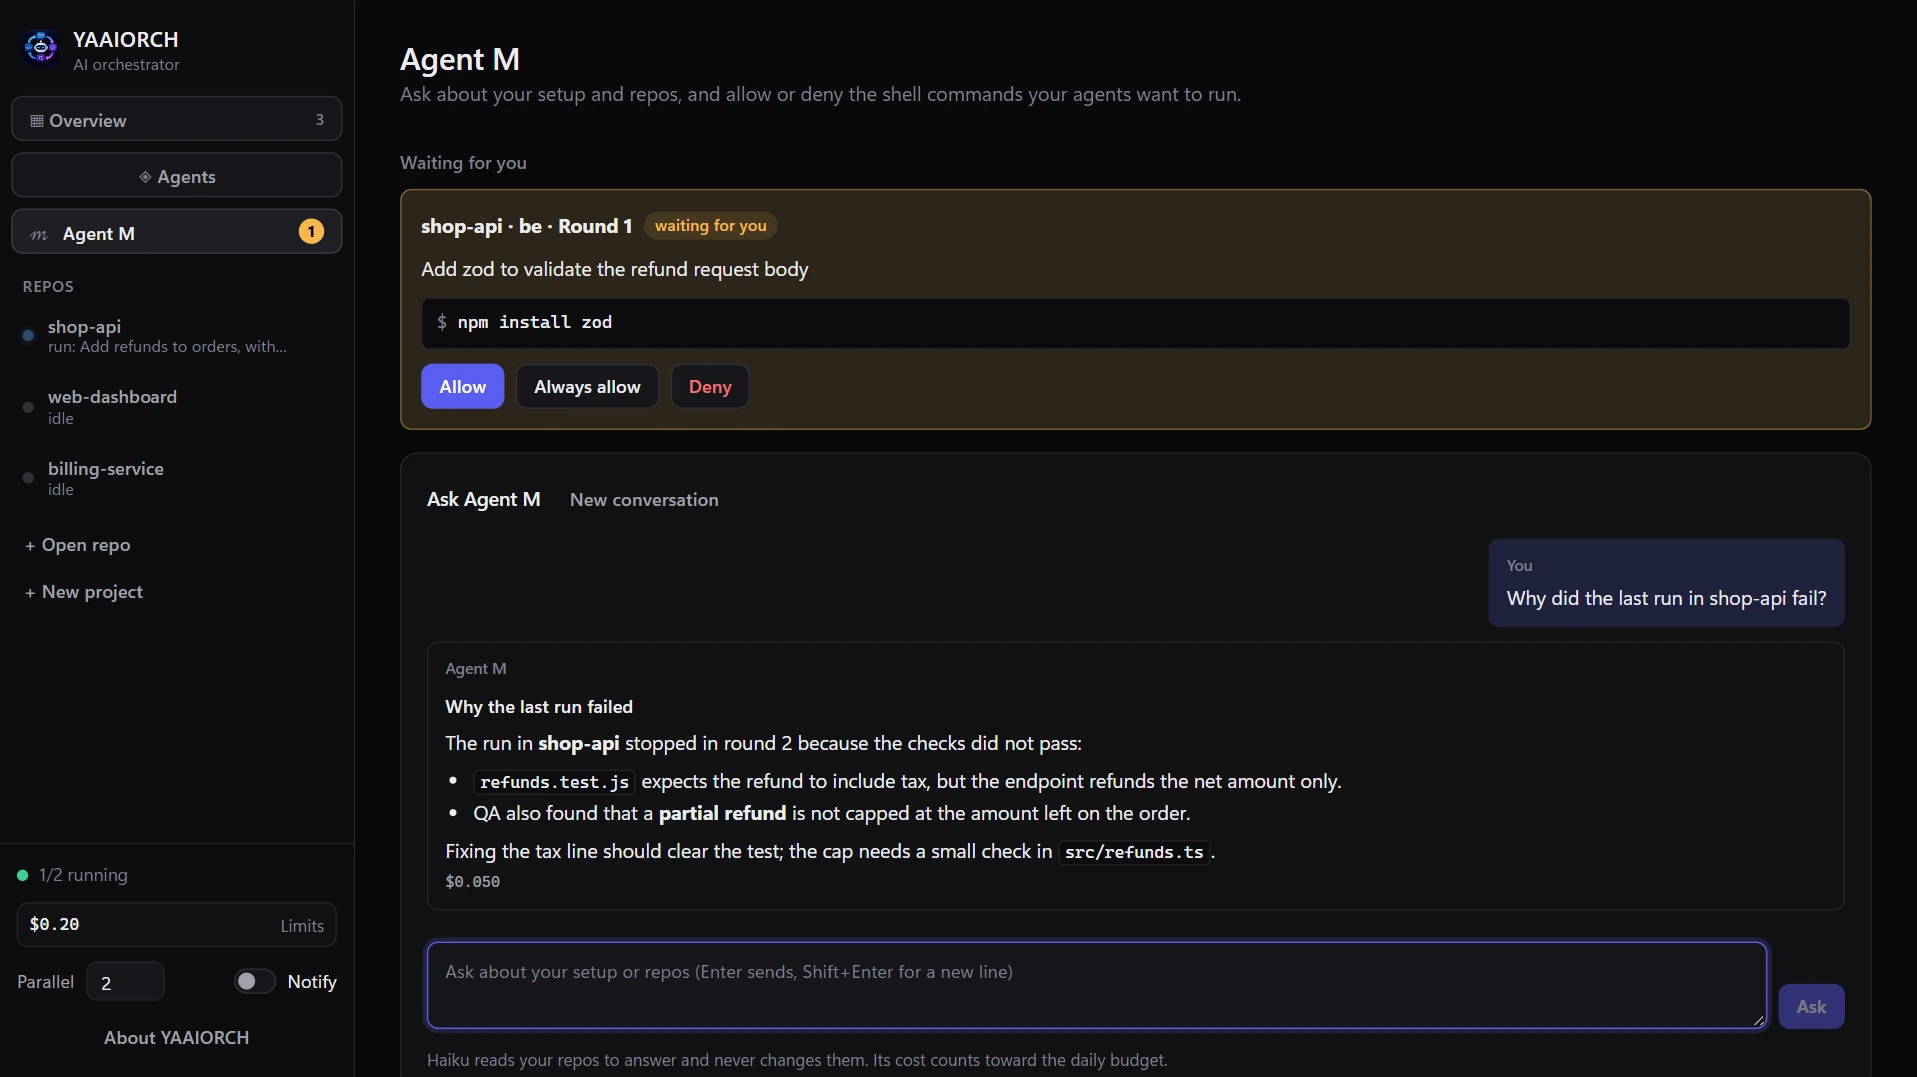 YAAIORCH
AI orchestrator
Overview 3
Agents
Agent M 1
REPOS
shop-api
run: Add refunds to orders, with...
web-dashboard
idle
billing-service
idle
+ Open repo
+ New project
1/2 running
$0.20 Limits
Parallel 2 Notify
About YAAIORCH
Agent M
Ask about your setup and repos, and allow or deny the shell commands your agents want to run.
Waiting for you
shop-api · be · Round 1 waiting for you
Add zod to validate the refund request body
$ npm install zod
Allow Always allow Deny
Ask Agent M New conversation
You
Why did the last run in shop-api fail?
Agent M
Why the last run failed
The run in shop-api stopped in round 2 because the checks did not pass:
• refunds.test.js expects the refund to include tax, but the endpoint refunds the net amount only.
• QA also found that a partial refund is not capped at the amount left on the order.
Fixing the tax line should clear the test; the cap needs a small check in src/refunds.ts.
$0.050
Ask about your setup or repos (Enter sends, Shift+Enter for a new line)
Ask
Haiku reads your repos to answer and never changes them. Its cost counts toward the daily budget.